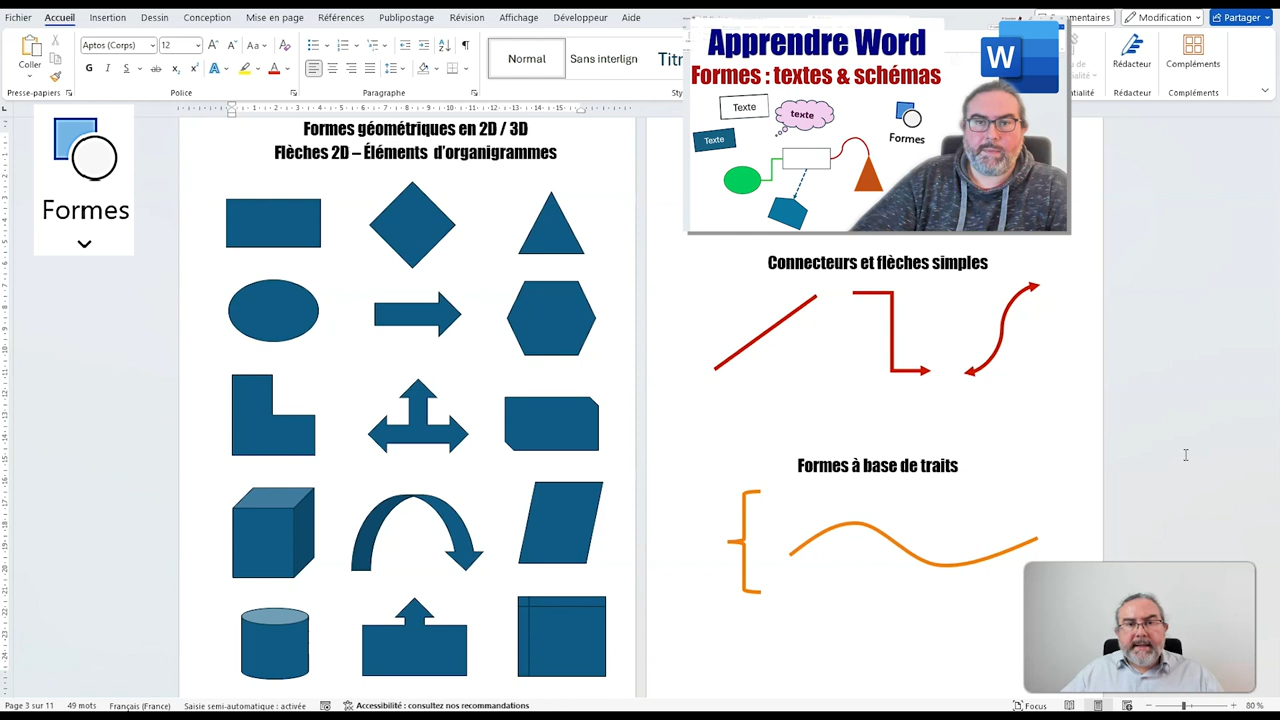 Fichier Accueil Insertion Dessin Conception Mise en page Références Publipostage Révision Affichage Développeur Aide
Commentaires Modification Partager
Coller
Aptos (Corps) 12
Normal
Sans interlign
Titr
Rédacteur
Compléments
Presse-papiers Police Paragraphe Rédacteur Compléments
Apprendre Word
Formes : textes & schémas
W
Texte
texte
Texte
Formes
Formes
Formes géométriques en 2D / 3D
Flèches 2D – Éléments d'organigrammes
Connecteurs et flèches simples
Formes à base de traits
Page 3 sur 11 49 mots Français (France) Saisie semi-automatique : activée Accessibilité : consultez nos recommandations Focus 80 %